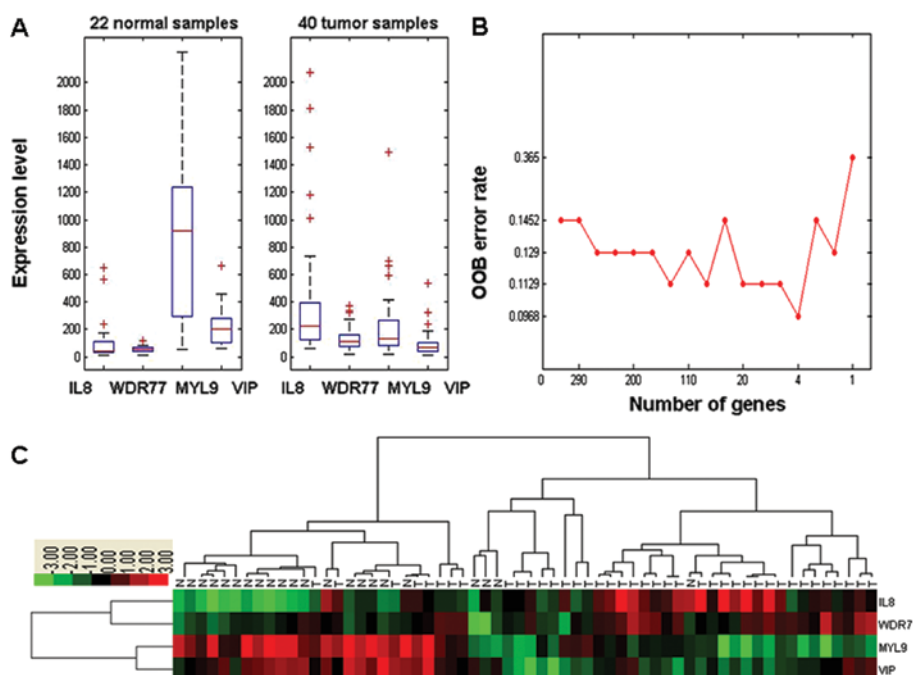 A
22 normal samples
40 tumor samples
Expression level
2000
1800
1600
1400
1200
1000
800
600
400
200
0
2000
1800
1600
1400
1200
1000
800
600
400
200
0
IL8 WDR77 MYL9 VIP
IL8 WDR77 MYL9 VIP
B
OOB error rate
0.365
0.1452
0.129
0.1129
0.0968
0 290 200 110 20 4 1
Number of genes
C
-3.00 -2.00 -1.00 0.00 1.00 2.00 3.00
IL8
WDR7
MYL9
VIP